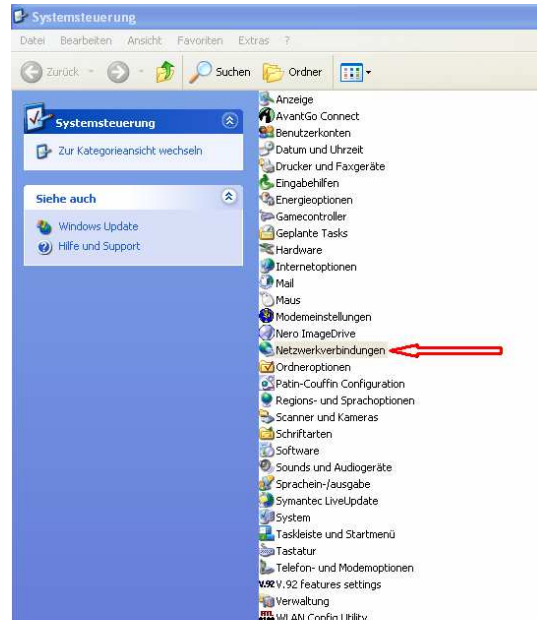 Systemsteuerung
Datei Bearbeiten Ansicht Favoriten Extras ?
Zurück Suchen Ordner
Systemsteuerung
Zur Kategorieansicht wechseln
Siehe auch
Windows Update
Hilfe und Support
Anzeige
AvantGo Connect
Benutzerkonten
Datum und Uhrzeit
Drucker und Faxgeräte
Eingabehilfen
Energieoptionen
Gamecontroller
Geplante Tasks
Hardware
Internetoptionen
Mail
Maus
Modemeinstellungen
Nero ImageDrive
Netzwerkverbindungen
Ordneroptionen
Patin-Couffin Configuration
Regions- und Sprachoptionen
Scanner und Kameras
Schriftarten
Software
Sounds und Audiogeräte
Sprachein-/ausgabe
Symantec LiveUpdate
System
Taskleiste und Startmenü
Tastatur
Telefon- und Modemoptionen
V.92 V.92 features settings
Verwaltung
WLAN Config Utility